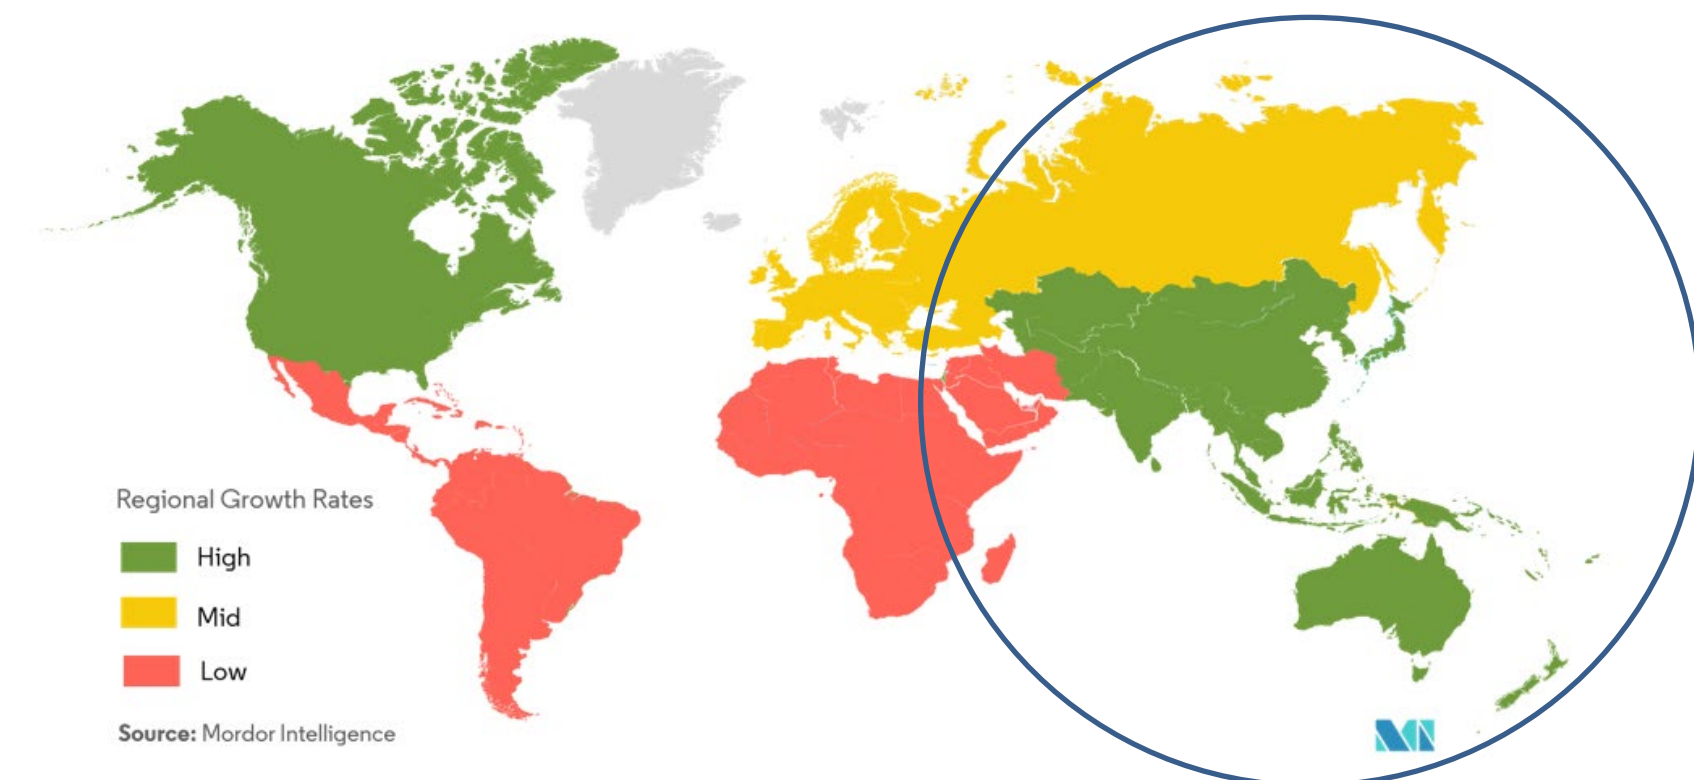 Regional Growth Rates
High
Mid
Low
Source: Mordor Intelligence